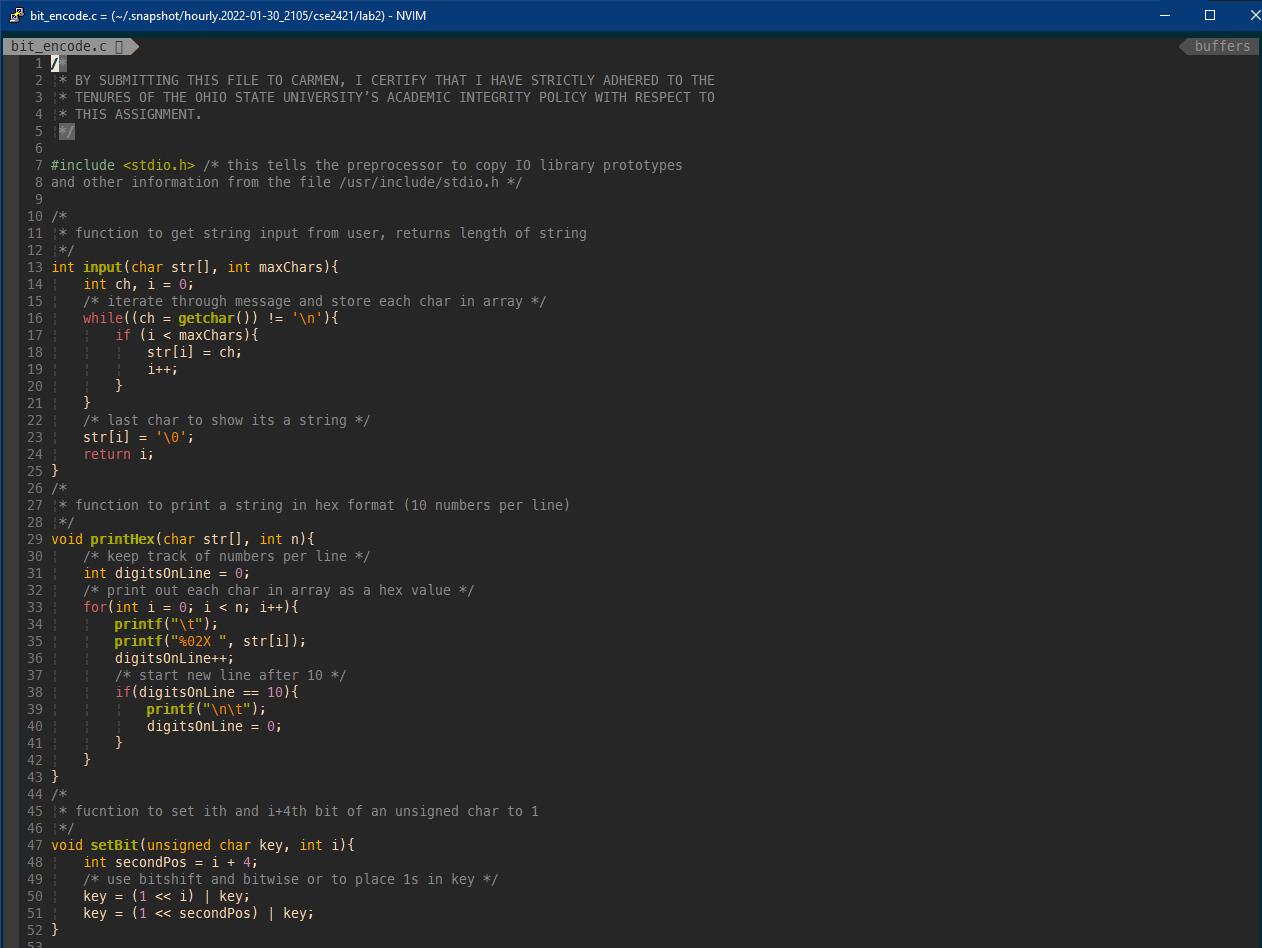 bit_encode.c = (~/.snapshot/hourly.2022-01-30_2105/cse2421/lab2) - NVIM
bit_encode.c buffers
1 /*
2 * BY SUBMITTING THIS FILE TO CARMEN, I CERTIFY THAT I HAVE STRICTLY ADHERED TO THE
3 * TENURES OF THE OHIO STATE UNIVERSITY’S ACADEMIC INTEGRITY POLICY WITH RESPECT TO
4 * THIS ASSIGNMENT.
5 */
6
7 #include <stdio.h> /* this tells the preprocessor to copy IO library prototypes
8 and other information from the file /usr/include/stdio.h */
9
10 /*
11 * function to get string input from user, returns length of string
12 */
13 int input(char str[], int maxChars){
14     int ch, i = 0;
15     /* iterate through message and store each char in array */
16     while((ch = getchar()) != '\n'){
17         if (i < maxChars){
18             str[i] = ch;
19             i++;
20         }
21     }
22     /* last char to show its a string */
23     str[i] = '\0';
24     return i;
25 }
26 /*
27 * function to print a string in hex format (10 numbers per line)
28 */
29 void printHex(char str[], int n){
30     /* keep track of numbers per line */
31     int digitsOnLine = 0;
32     /* print out each char in array as a hex value */
33     for(int i = 0; i < n; i++){
34         printf("\t");
35         printf("%02X ", str[i]);
36         digitsOnLine++;
37         /* start new line after 10 */
38         if(digitsOnLine == 10){
39             printf("\n\t");
40             digitsOnLine = 0;
41         }
42     }
43 }
44 /*
45 * fucntion to set ith and i+4th bit of an unsigned char to 1
46 */
47 void setBit(unsigned char key, int i){
48     int secondPos = i + 4;
49     /* use bitshift and bitwise or to place 1s in key */
50     key = (1 << i) | key;
51     key = (1 << secondPos) | key;
52 }
53